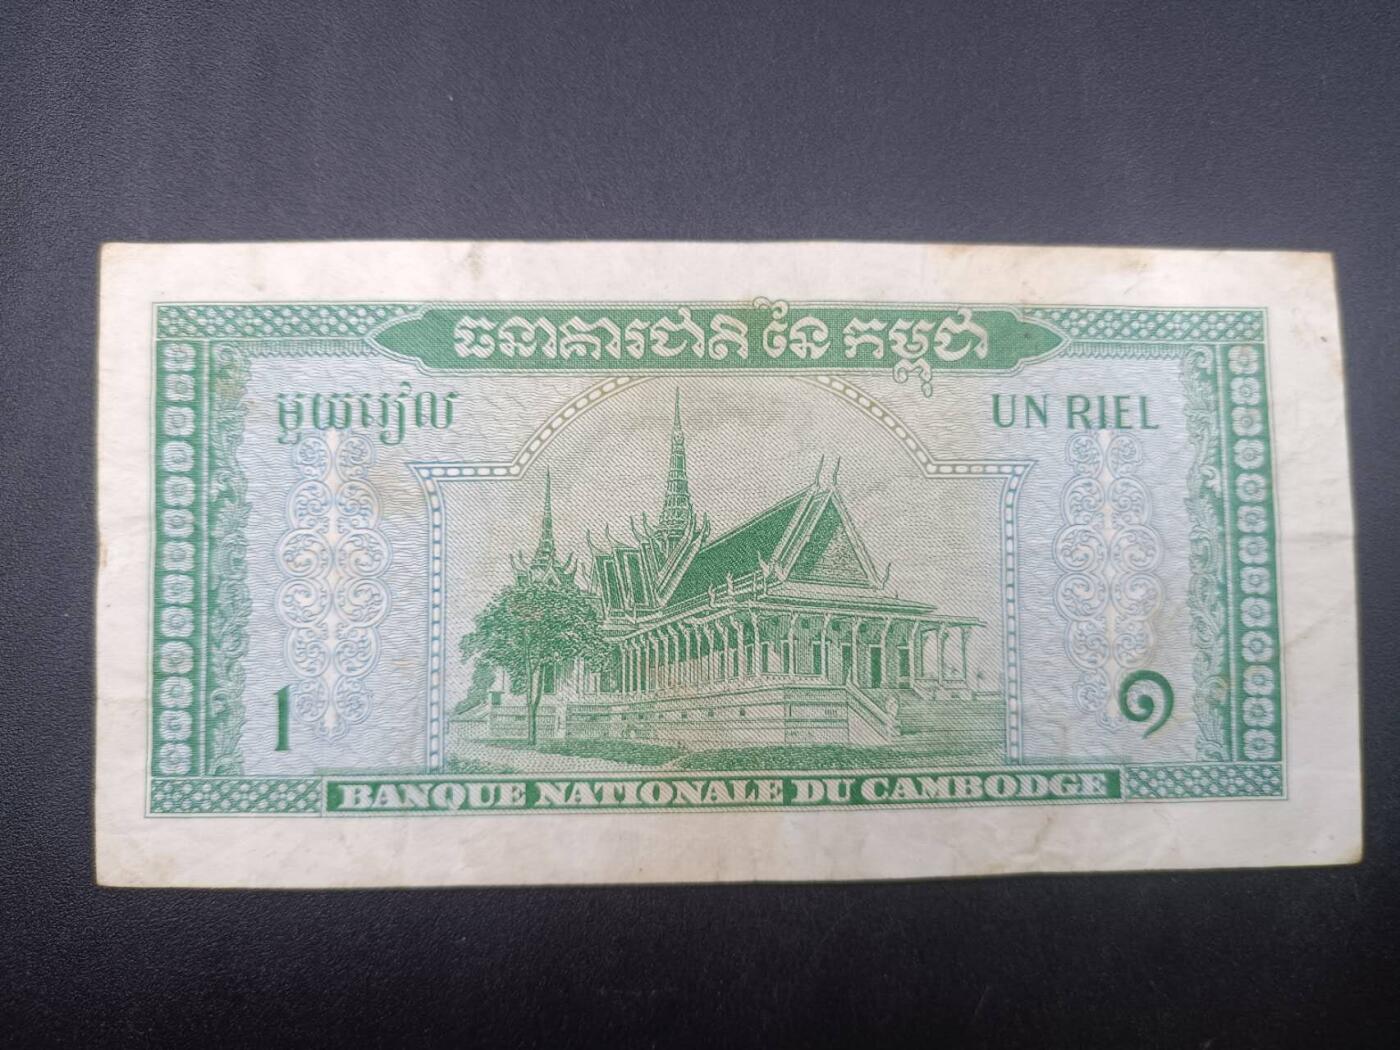 ធនាគារជាតិ នៃ កម្ពុជា
មួយរៀល
UN RIEL
1
១
BANQUE NATIONALE DU CAMBODGE